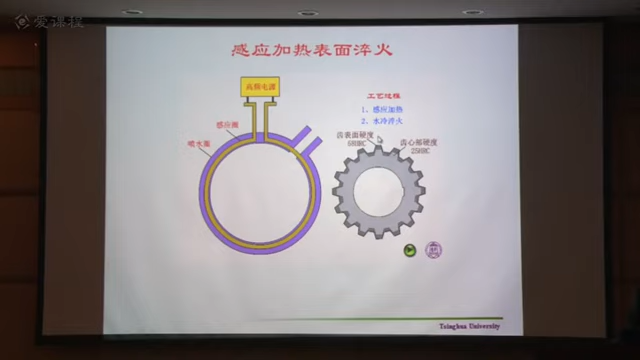 爱课程
感应加热表面淬火
高频电源
工艺过程
1、感应加热
2、水冷淬火
感应圈
喷水套
齿表面硬度
60HRC
齿心部硬度
25HRC
Tsinghua University